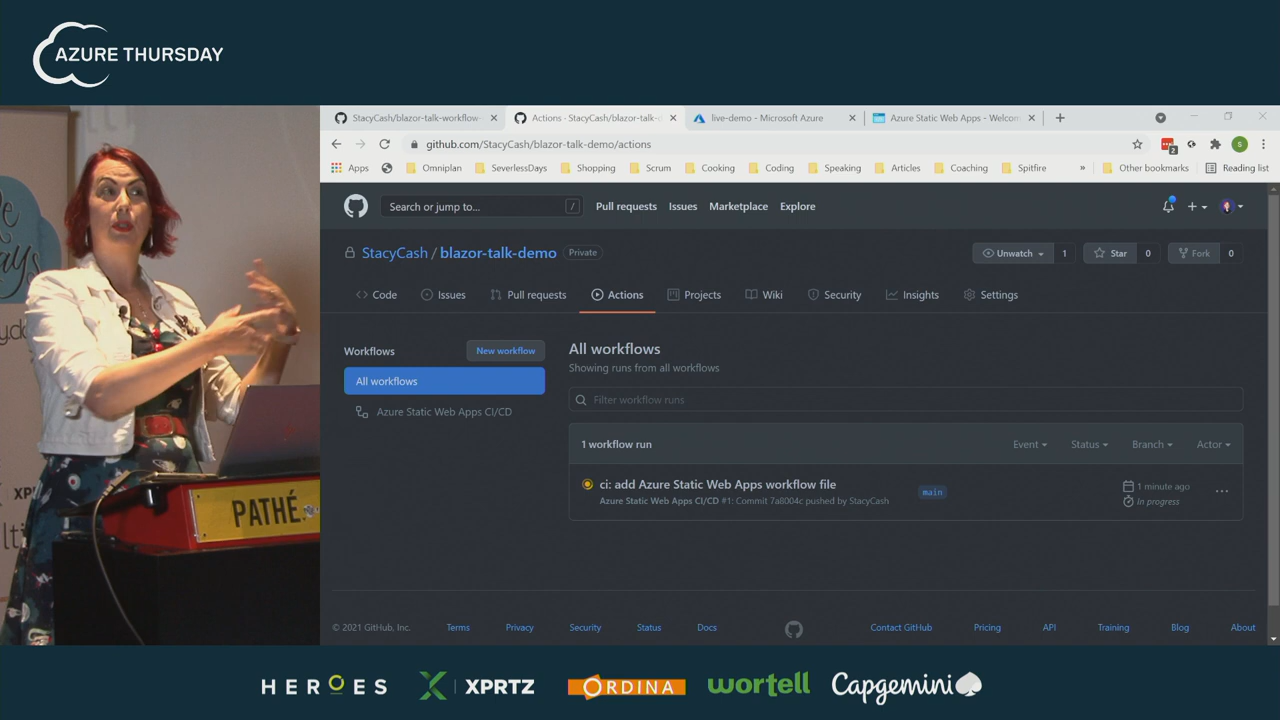 AZURE THURSDAY
StacyCash/blazor-talk-workflow-
Actions · StacyCash/blazor-talk-d
live-demo - Microsoft Azure
Azure Static Web Apps - Welcom
github.com/StacyCash/blazor-talk-demo/actions
2
S
Apps
Omniplan
SeverlessDays
Shopping
Scrum
Cooking
Coding
Speaking
Articles
Coaching
Spitfire
»
Other bookmarks
Reading list
Search or jump to...
/
Pull requests
Issues
Marketplace
Explore
StacyCash / blazor-talk-demo
Private
Unwatch
1
Star
0
Fork
0
Code
Issues
Pull requests
Actions
Projects
Wiki
Security
Insights
Settings
Workflows
New workflow
All workflows
Azure Static Web Apps CI/CD
All workflows
Showing runs from all workflows
Filter workflow runs
1 workflow run
Event
Status
Branch
Actor
ci: add Azure Static Web Apps workflow file
Azure Static Web Apps CI/CD #1: Commit 7a8004c pushed by StacyCash
main
1 minute ago
In progress
© 2021 GitHub, Inc.
Terms
Privacy
Security
Status
Docs
Contact GitHub
Pricing
API
Training
Blog
About
PATHÉ
HEROES
XPRTZ
ORDINA
wortell
Capgemini